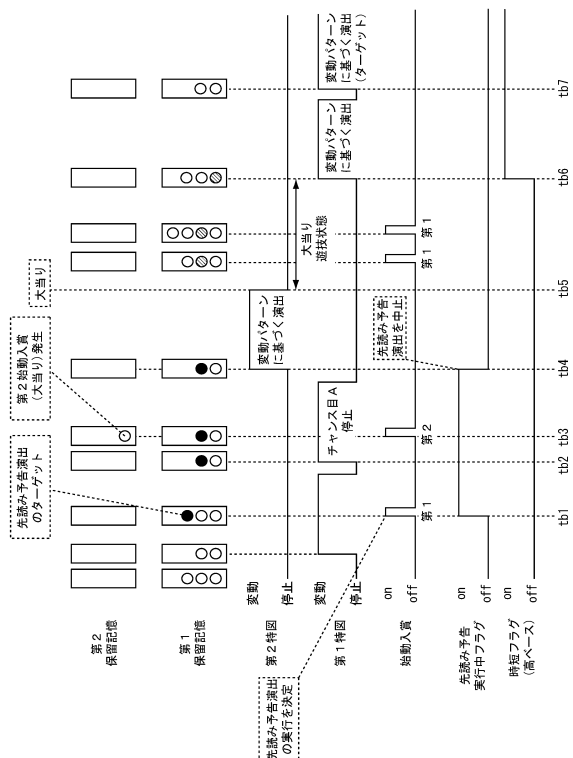 第２
保留記憶
第１
保留記憶
第２特図
変動
停止
第１特図
変動
停止
始動入賞
on
off
先読み予告
実行中フラグ
on
off
時短フラグ
(高ベース)
on
off
先読み予告演出
の実行を決定
先読み予告演出
のターゲット
第２始動入賞
(大当り)発生
大当り
変動パターン
に基づく演出
大当り
遊技状態
チャンス目Ａ
停止
変動パターン
に基づく演出
変動パターン
に基づく演出
(ターゲット)
第１
第２
第１
第１
先読み予告
演出を中止
tb1
tb2
tb3
tb4
tb5
tb6
tb7